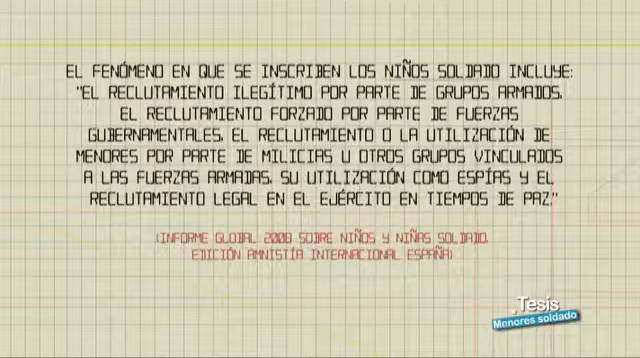 EL FENÓMENO EN QUE SE INSCRIBEN LOS NIÑOS SOLDADO INCLUYE:
"EL RECLUTAMIENTO ILEGÍTIMO POR PARTE DE GRUPOS ARMADOS,
EL RECLUTAMIENTO FORZADO POR PARTE DE FUERZAS
GUBERNAMENTALES, EL RECLUTAMIENTO O LA UTILIZACIÓN DE
MENORES POR PARTE DE MILICIAS U OTROS GRUPOS VINCULADOS
A LAS FUERZAS ARMADAS, SU UTILIZACIÓN COMO ESPÍAS Y EL
RECLUTAMIENTO LEGAL EN EL EJÉRCITO EN TIEMPOS DE PAZ."
(INFORME GLOBAL 2008 SOBRE NIÑOS Y NIÑAS SOLDADO.
EDICIÓN AMNISTÍA INTERNACIONAL ESPAÑA)
Tesis
Menores soldado